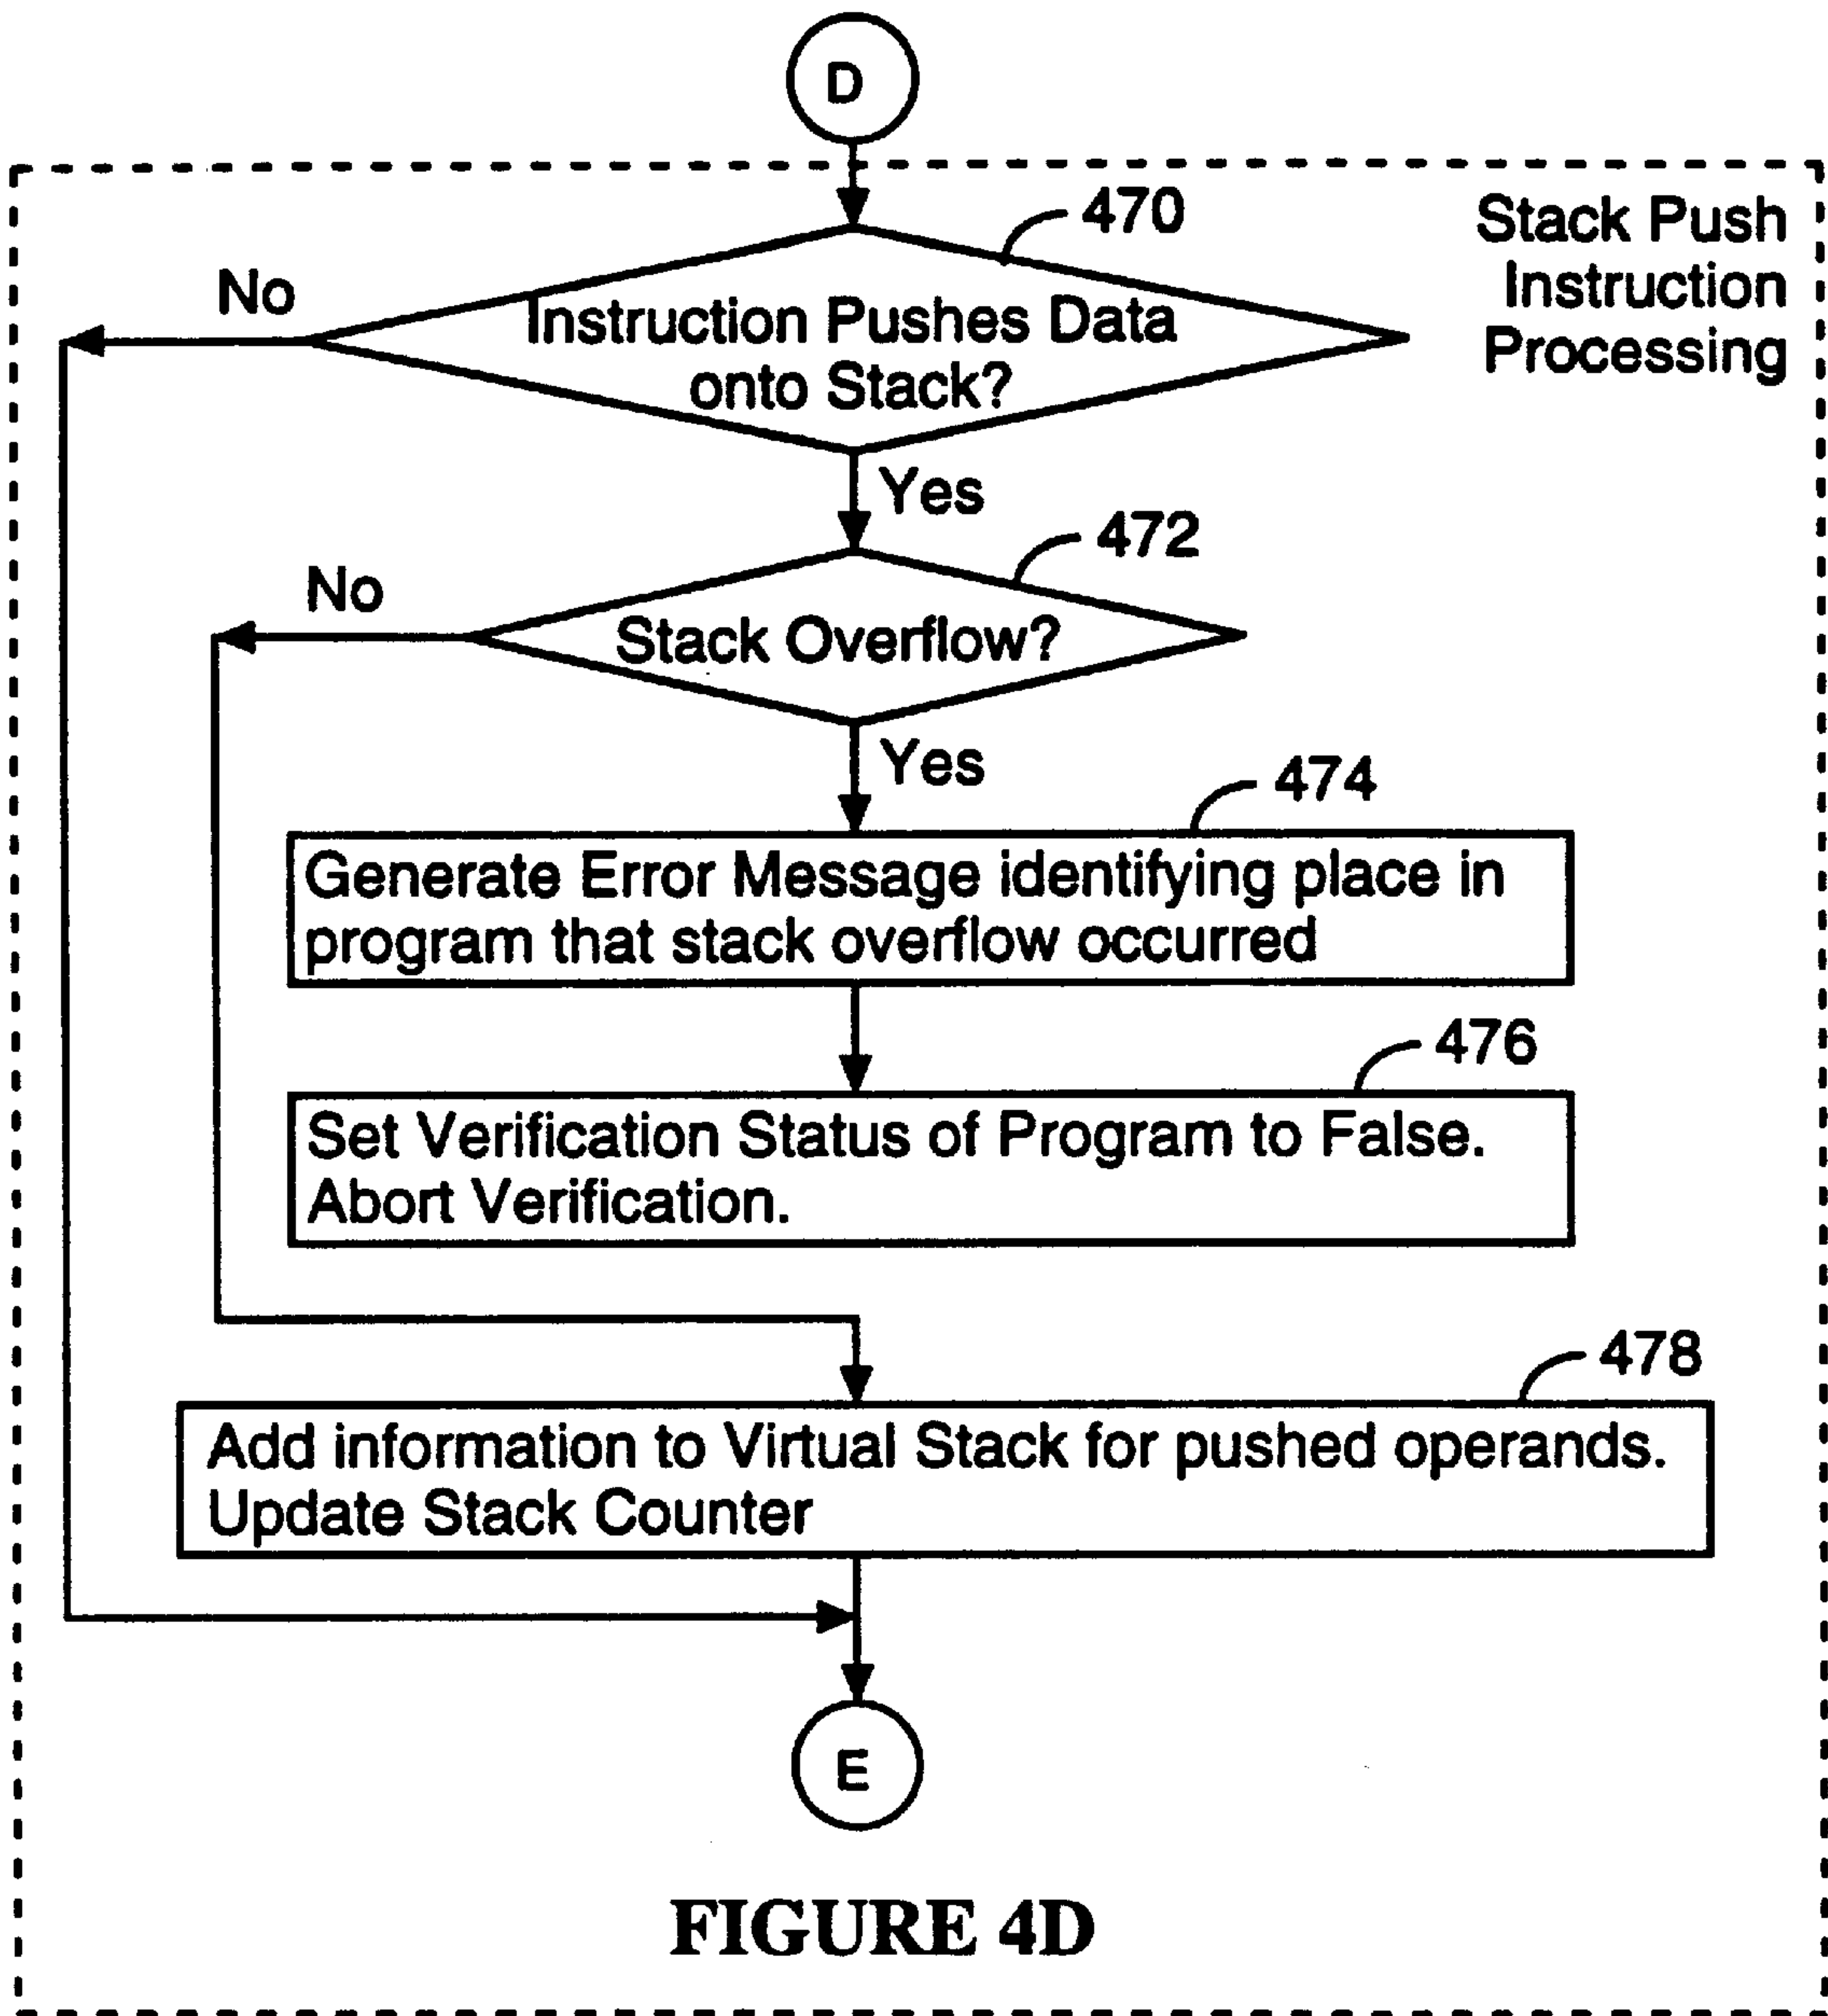 D
470
Stack Push
Instruction
Processing
No
Instruction Pushes Data
onto Stack?
Yes
472
No
Stack Overflow?
Yes
474
Generate Error Message identifying place in
program that stack overflow occurred
476
Set Verification Status of Program to False.
Abort Verification.
478
Add information to Virtual Stack for pushed operands.
Update Stack Counter
E
FIGURE 4D